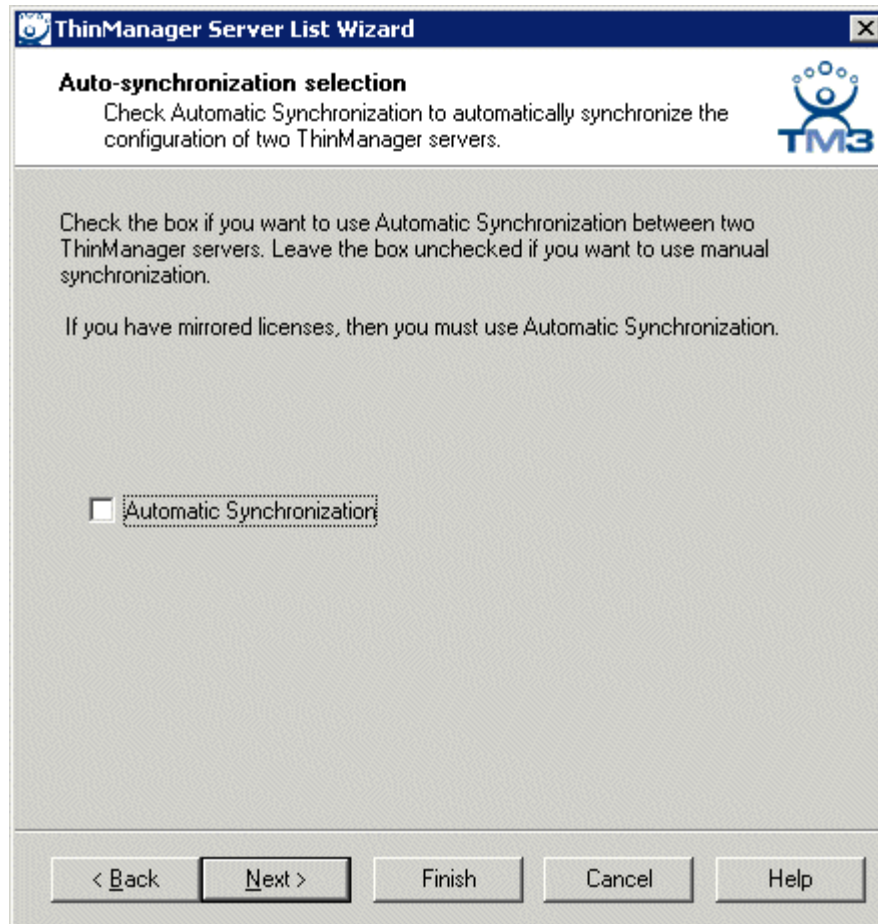 ThinManager Server List Wizard
Auto-synchronization selection
Check Automatic Synchronization to automatically synchronize the
configuration of two ThinManager servers.
TM3
Check the box if you want to use Automatic Synchronization between two
ThinManager servers. Leave the box unchecked if you want to use manual
synchronization.
If you have mirrored licenses, then you must use Automatic Synchronization.
Automatic Synchronization
< Back
Next >
Finish
Cancel
Help